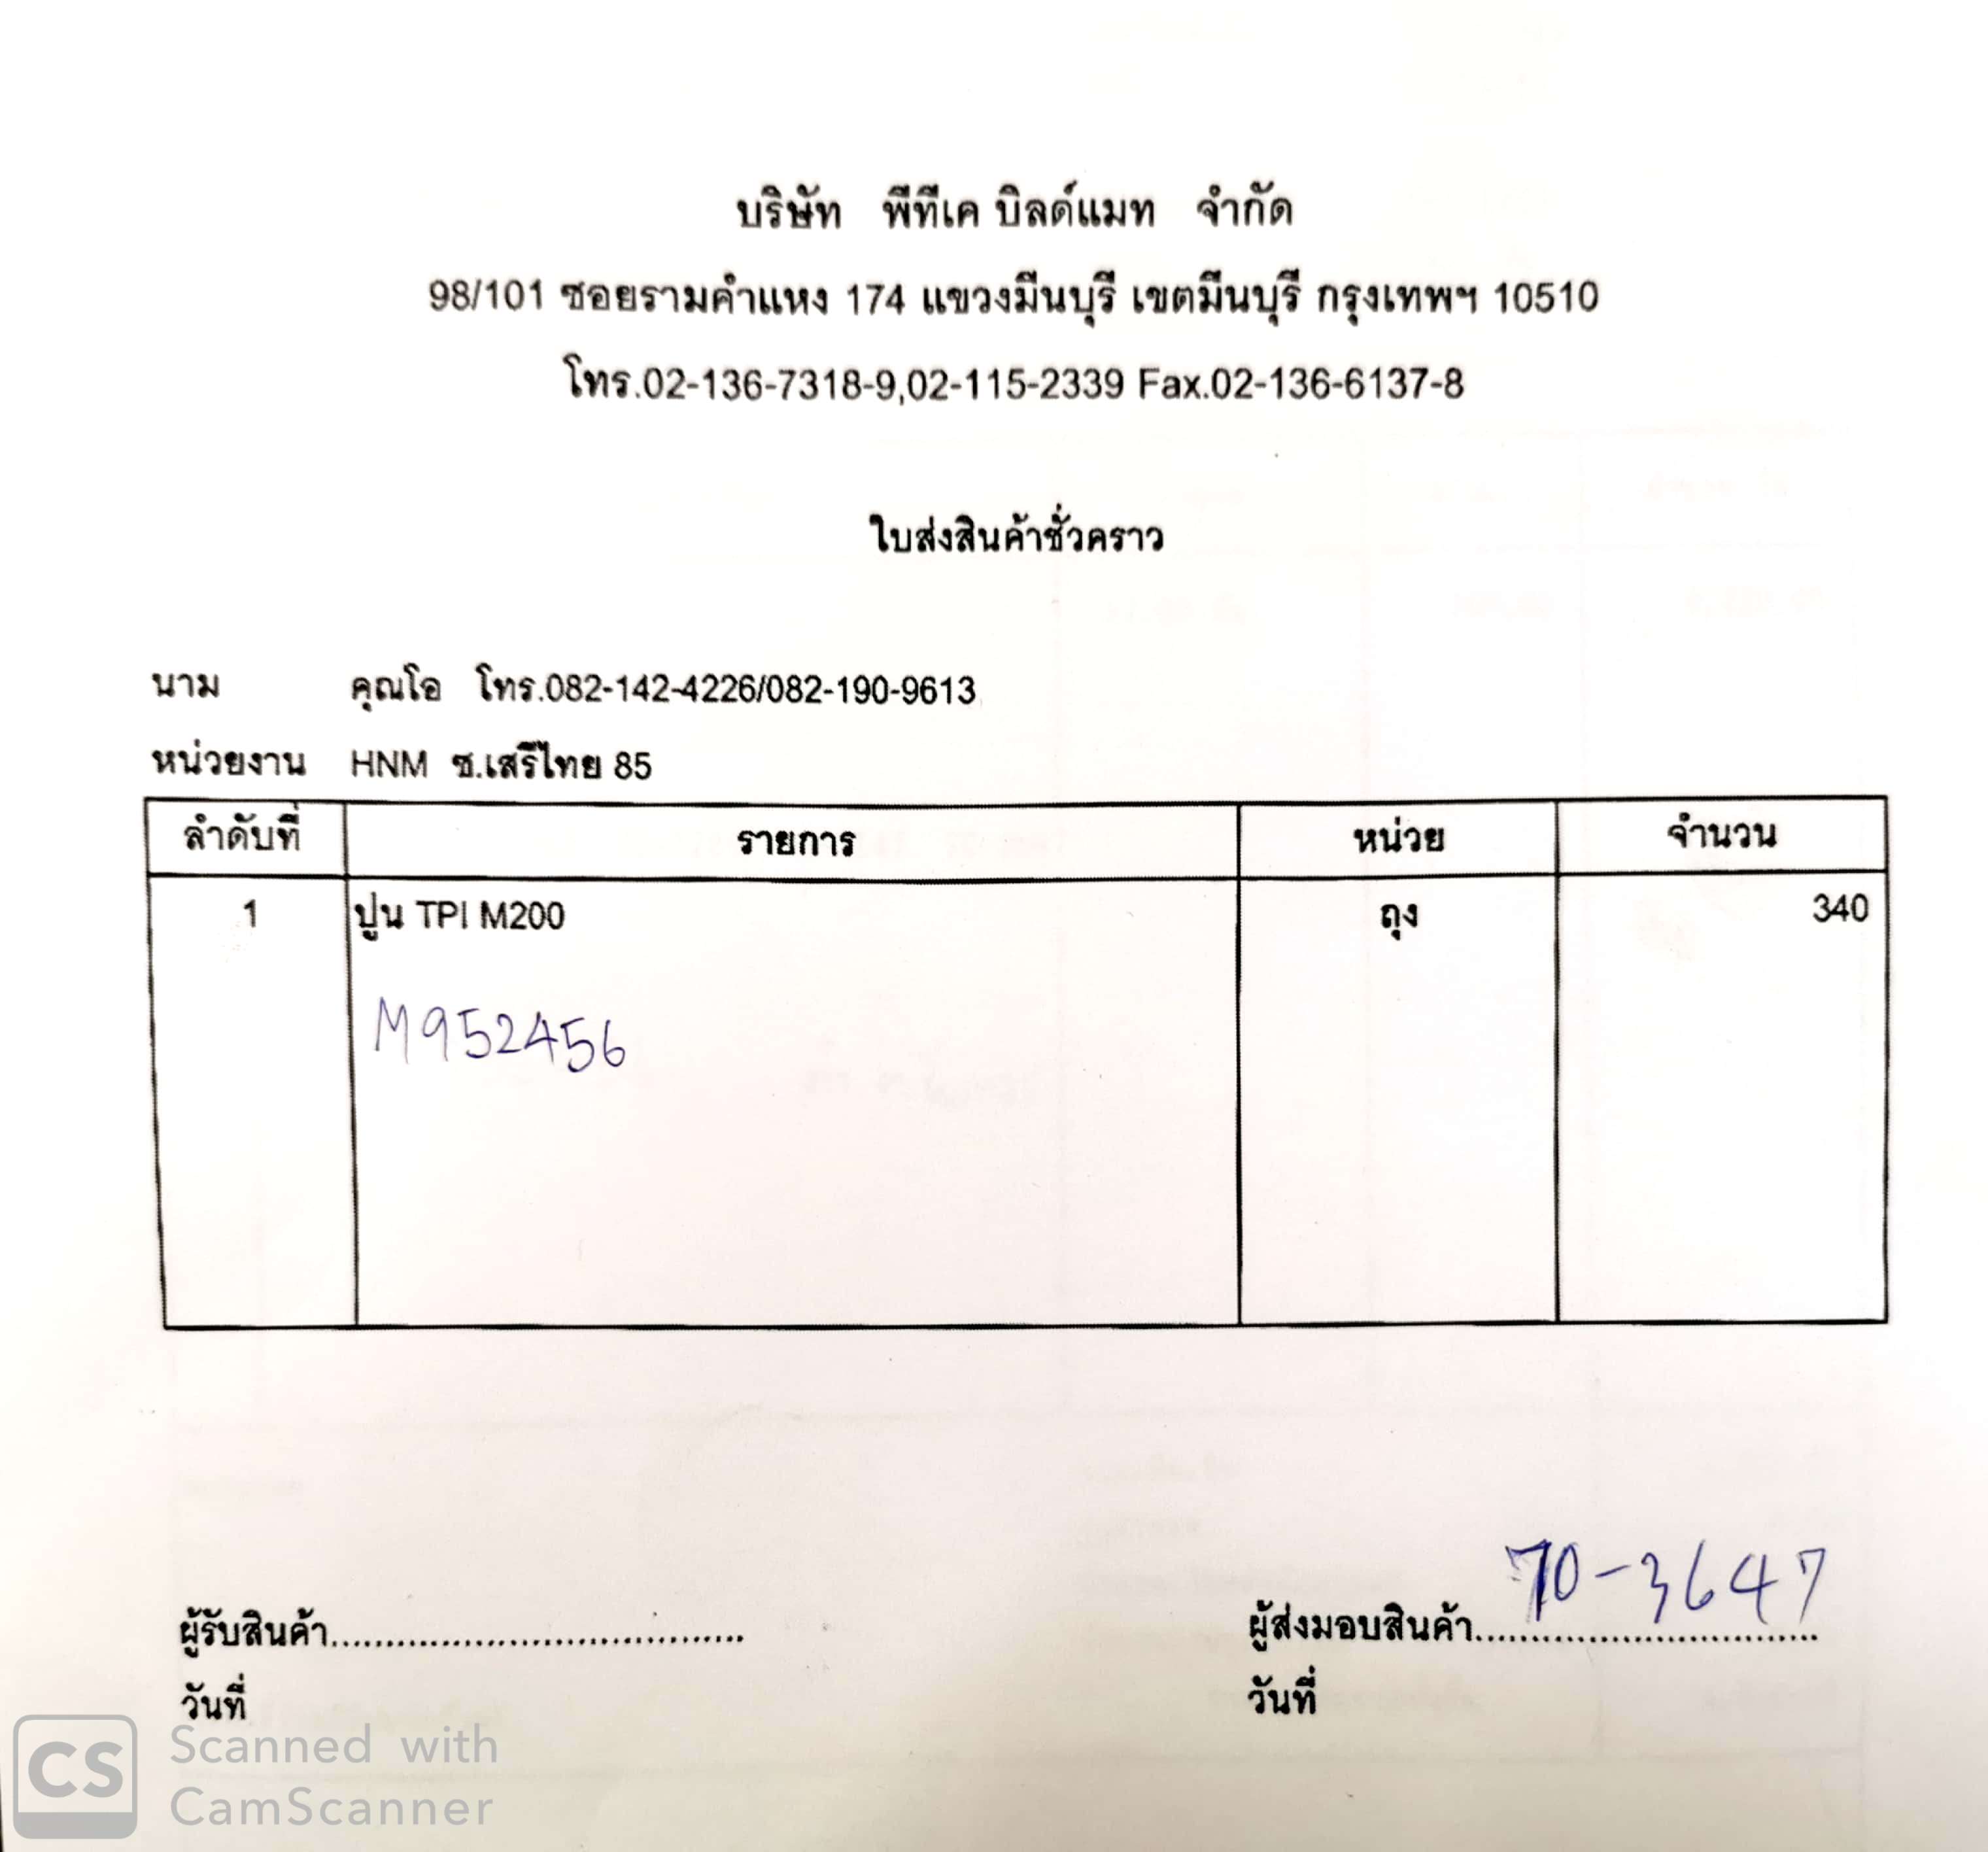 บริษัท พีทีเค บิลด์แมท จำกัด
98/101 ซอยรามคำแหง 174 แขวงมีนบุรี เขตมีนบุรี กรุงเทพฯ 10510
โทร.02-136-7318-9,02-115-2339 Fax.02-136-6137-8
ใบส่งสินค้าชั่วคราว
นาม คุณโอ โทร.082-142-4226/082-190-9613
หน่วยงาน HNM ซ.เสรีไทย 85
ลำดับที่ รายการ หน่วย จำนวน
1 ปูน TPI M200 ถุง 340
M952456
70-3647
ผู้รับสินค้า..................................... ผู้ส่งมอบสินค้า...............................
วันที่ วันที่
CS Scanned with
CamScanner